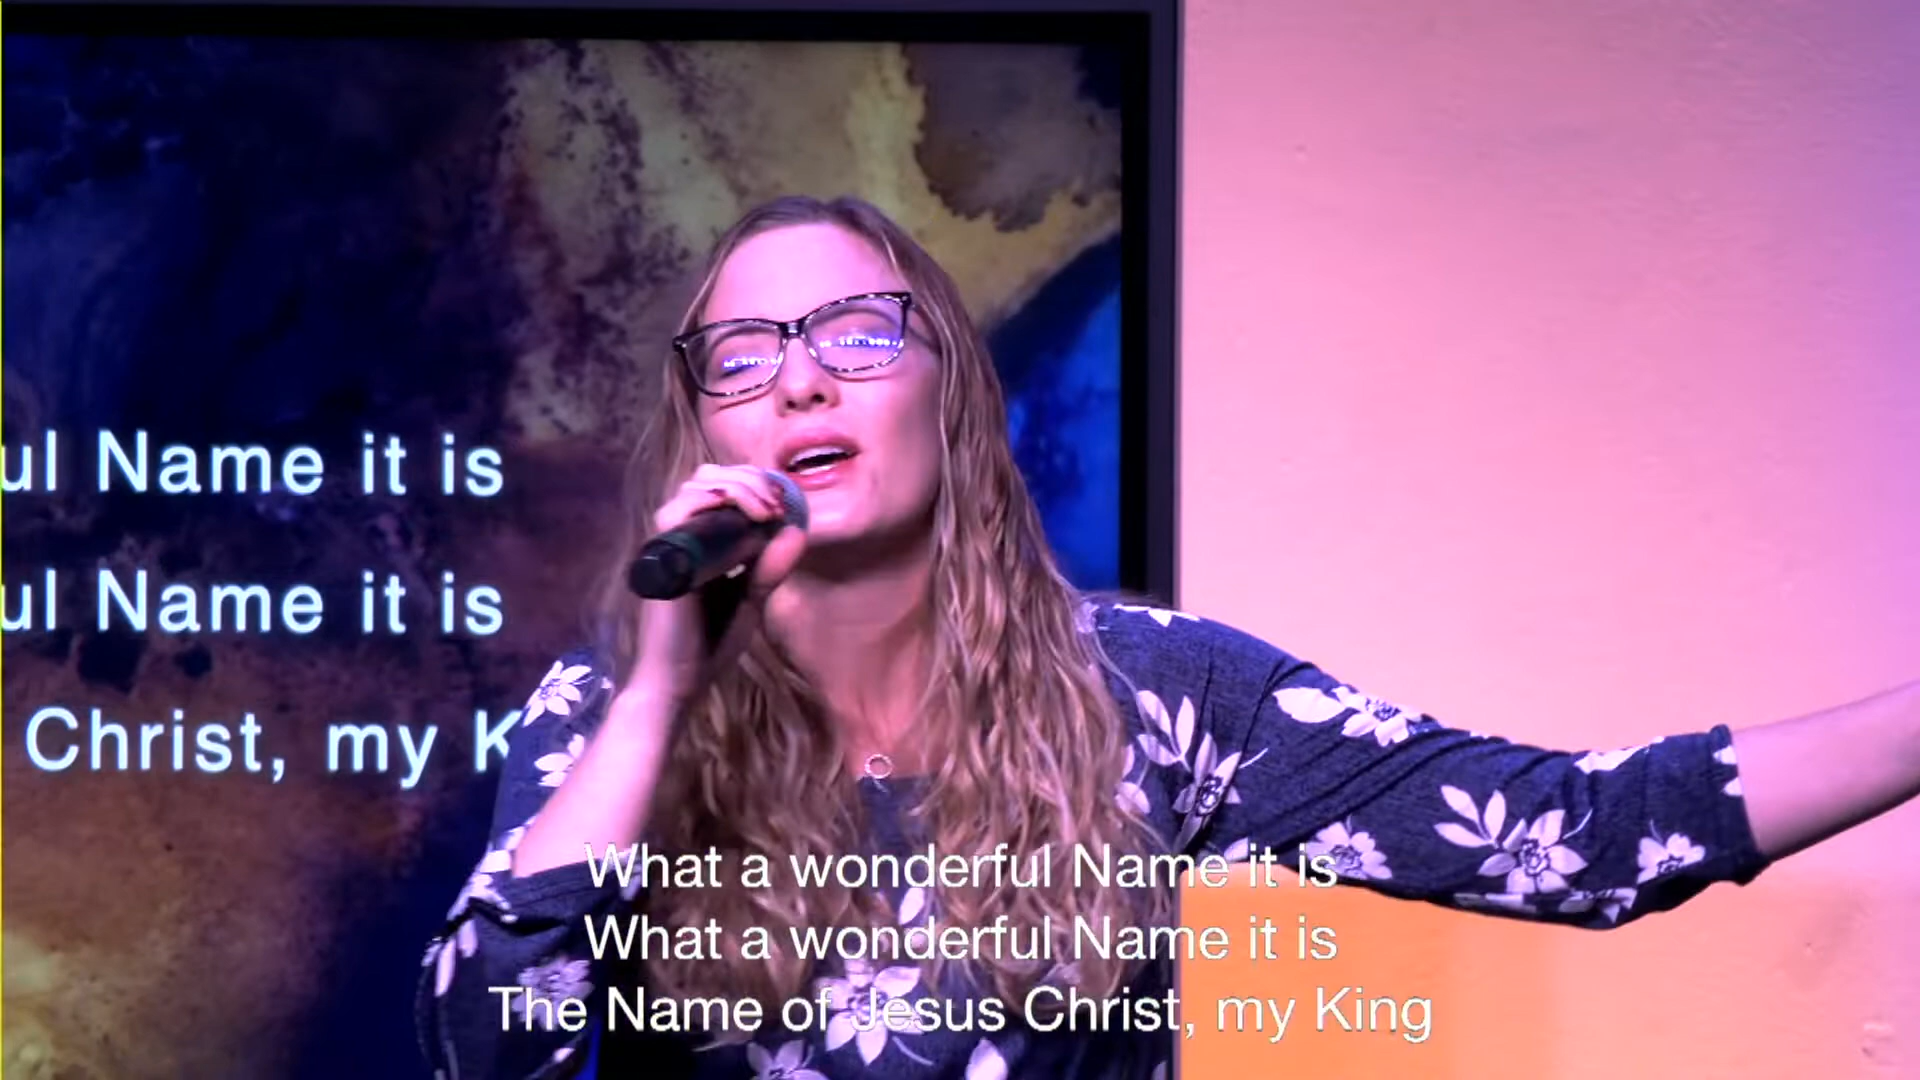 ul Name it is
ul Name it is
Christ, my K
What a wonderful Name it is
What a wonderful Name it is
The Name of Jesus Christ, my King